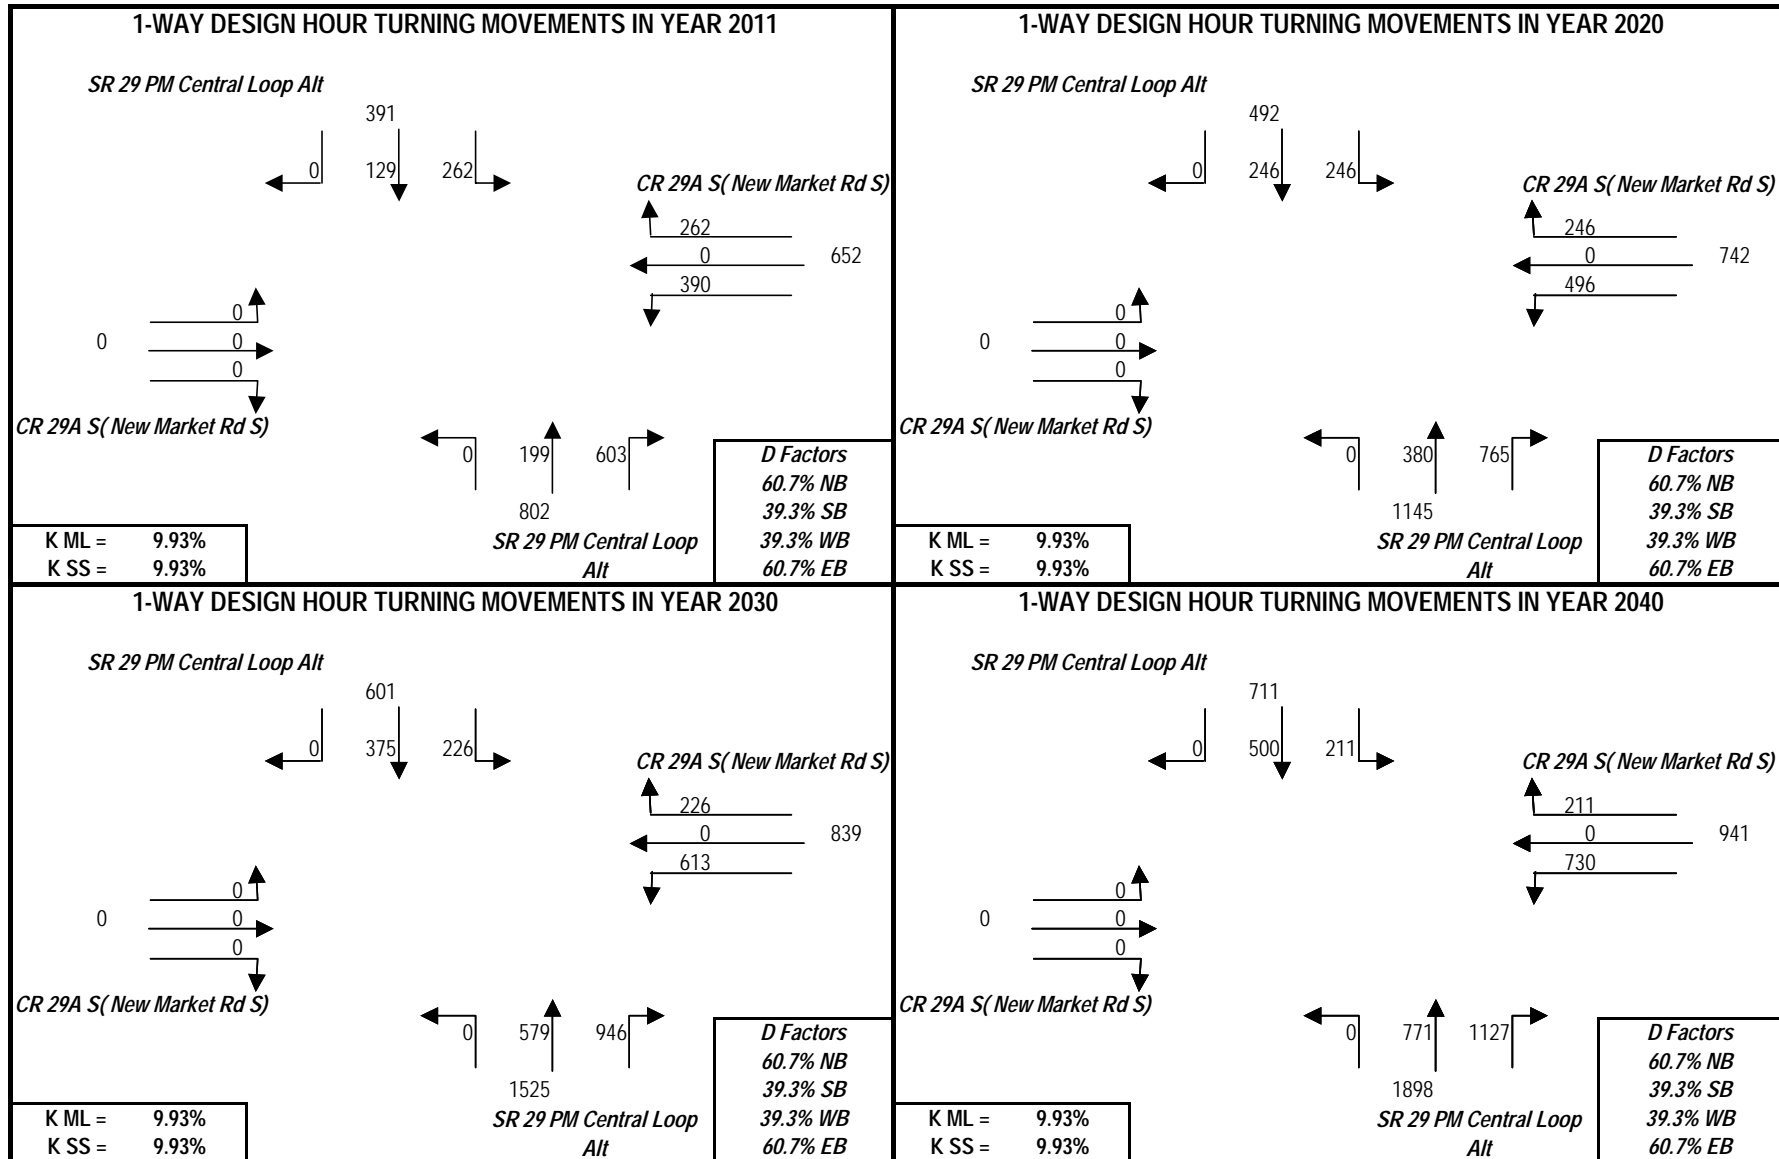 1-WAY DESIGN HOUR TURNING MOVEMENTS IN YEAR 2011
SR 29 PM Central Loop Alt
391
0 129 262
CR 29A S( New Market Rd S)
262
0 652
390
0
0 0
0
CR 29A S( New Market Rd S)
0 199 603
802
SR 29 PM Central Loop
Alt
K ML = 9.93%
K SS = 9.93%
D Factors
60.7% NB
39.3% SB
39.3% WB
60.7% EB
1-WAY DESIGN HOUR TURNING MOVEMENTS IN YEAR 2020
SR 29 PM Central Loop Alt
492
0 246 246
CR 29A S( New Market Rd S)
246
0 742
496
0
0 0
0
CR 29A S( New Market Rd S)
0 380 765
1145
SR 29 PM Central Loop
Alt
K ML = 9.93%
K SS = 9.93%
D Factors
60.7% NB
39.3% SB
39.3% WB
60.7% EB
1-WAY DESIGN HOUR TURNING MOVEMENTS IN YEAR 2030
SR 29 PM Central Loop Alt
601
0 375 226
CR 29A S( New Market Rd S)
226
0 839
613
0
0 0
0
CR 29A S( New Market Rd S)
0 579 946
1525
SR 29 PM Central Loop
Alt
K ML = 9.93%
K SS = 9.93%
D Factors
60.7% NB
39.3% SB
39.3% WB
60.7% EB
1-WAY DESIGN HOUR TURNING MOVEMENTS IN YEAR 2040
SR 29 PM Central Loop Alt
711
0 500 211
CR 29A S( New Market Rd S)
211
0 941
730
0
0 0
0
CR 29A S( New Market Rd S)
0 771 1127
1898
SR 29 PM Central Loop
Alt
K ML = 9.93%
K SS = 9.93%
D Factors
60.7% NB
39.3% SB
39.3% WB
60.7% EB